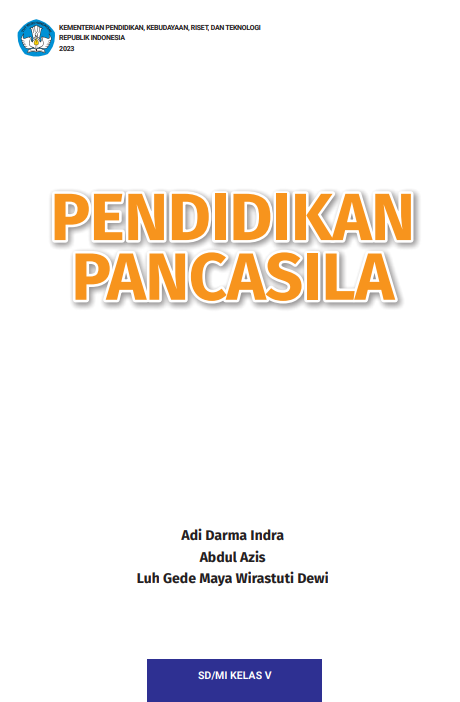 KEMENTERIAN PENDIDIKAN, KEBUDAYAAN, RISET, DAN TEKNOLOGI
REPUBLIK INDONESIA
2023
PENDIDIKAN
PANCASILA
Adi Darma Indra
Abdul Azis
Luh Gede Maya Wirastuti Dewi
SD/MI KELAS V